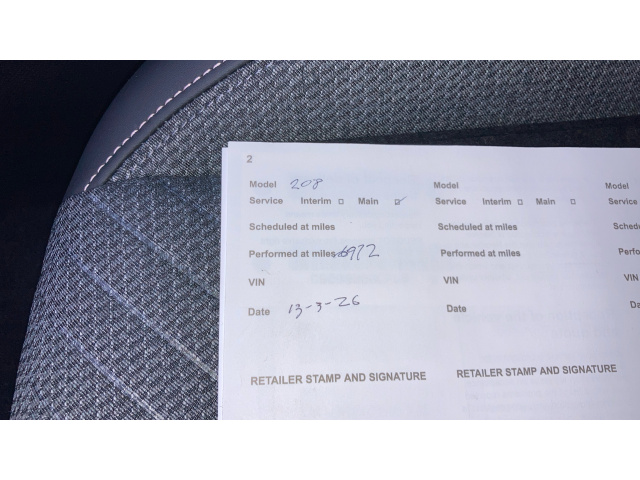 2
Model 208 Model Model
Service Interim Main Service Interim Main Service
Scheduled at miles Scheduled at miles
Performed at miles 6972 Performed at miles
VIN VIN
Date 13-3-26 Date
RETAILER STAMP AND SIGNATURE RETAILER STAMP AND SIGNATURE